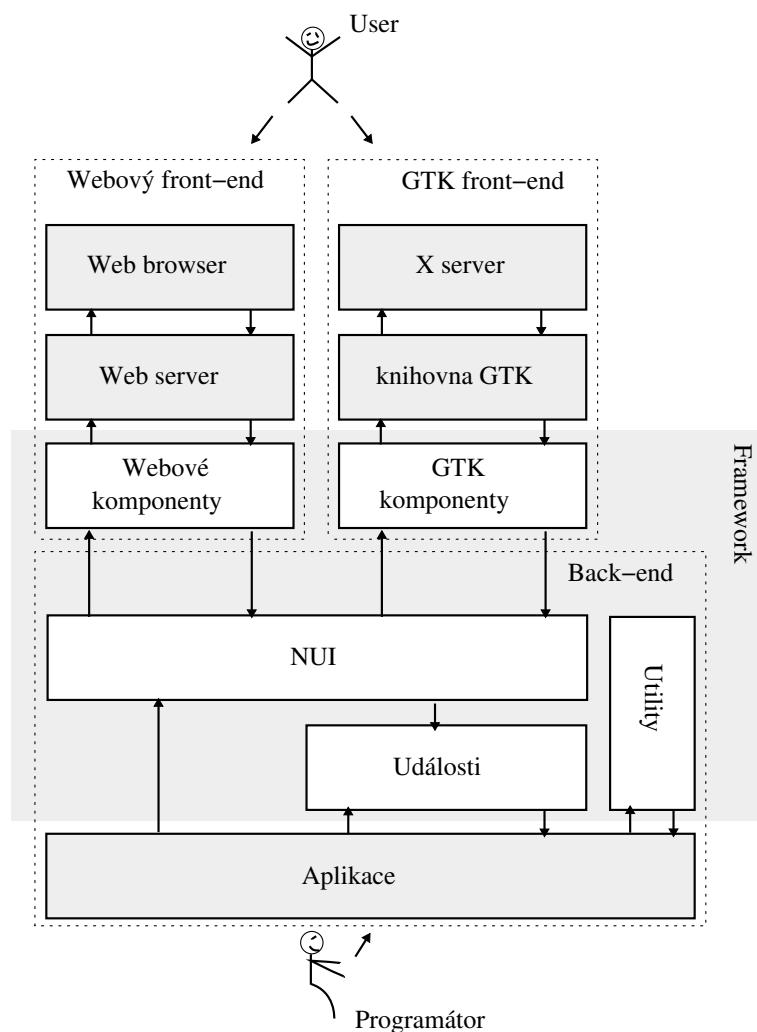 User
Webový front−end
GTK front−end
Web browser
X server
Web server
knihovna GTK
Webové
komponenty
GTK
komponenty
Framework
Back−end
NUI
Utility
Události
Aplikace
Programátor